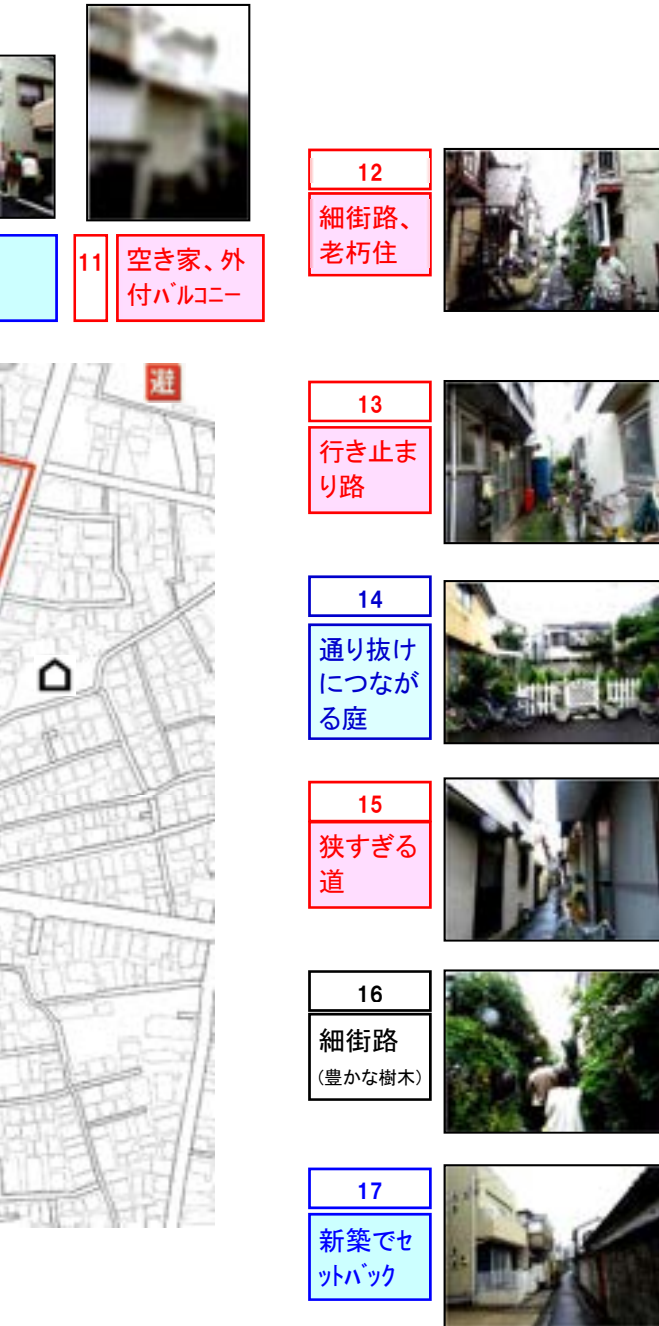 11
空き家、外
付ﾊﾞﾙｺﾆｰ
12
細街路、
老朽住
避
13
行き止ま
り路
14
通り抜け
につなが
る庭
15
狭すぎる
道
16
細街路
(豊かな樹木)
17
新築でｾ
ｯﾄﾊﾞｯｸ